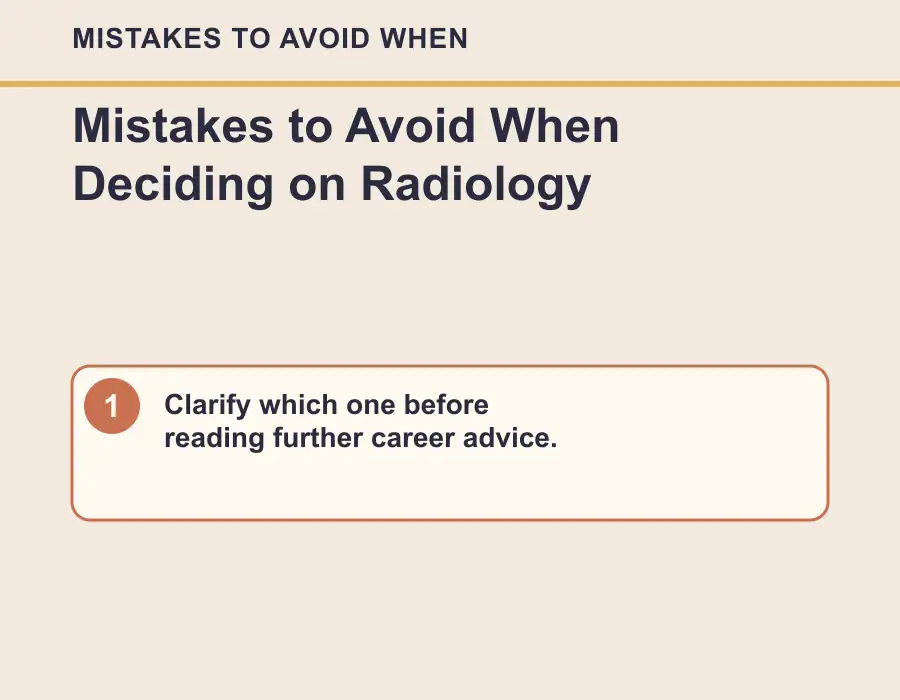 MISTAKES TO AVOID WHEN
Mistakes to Avoid When
Deciding on Radiology
1
Clarify which one before
reading further career advice.